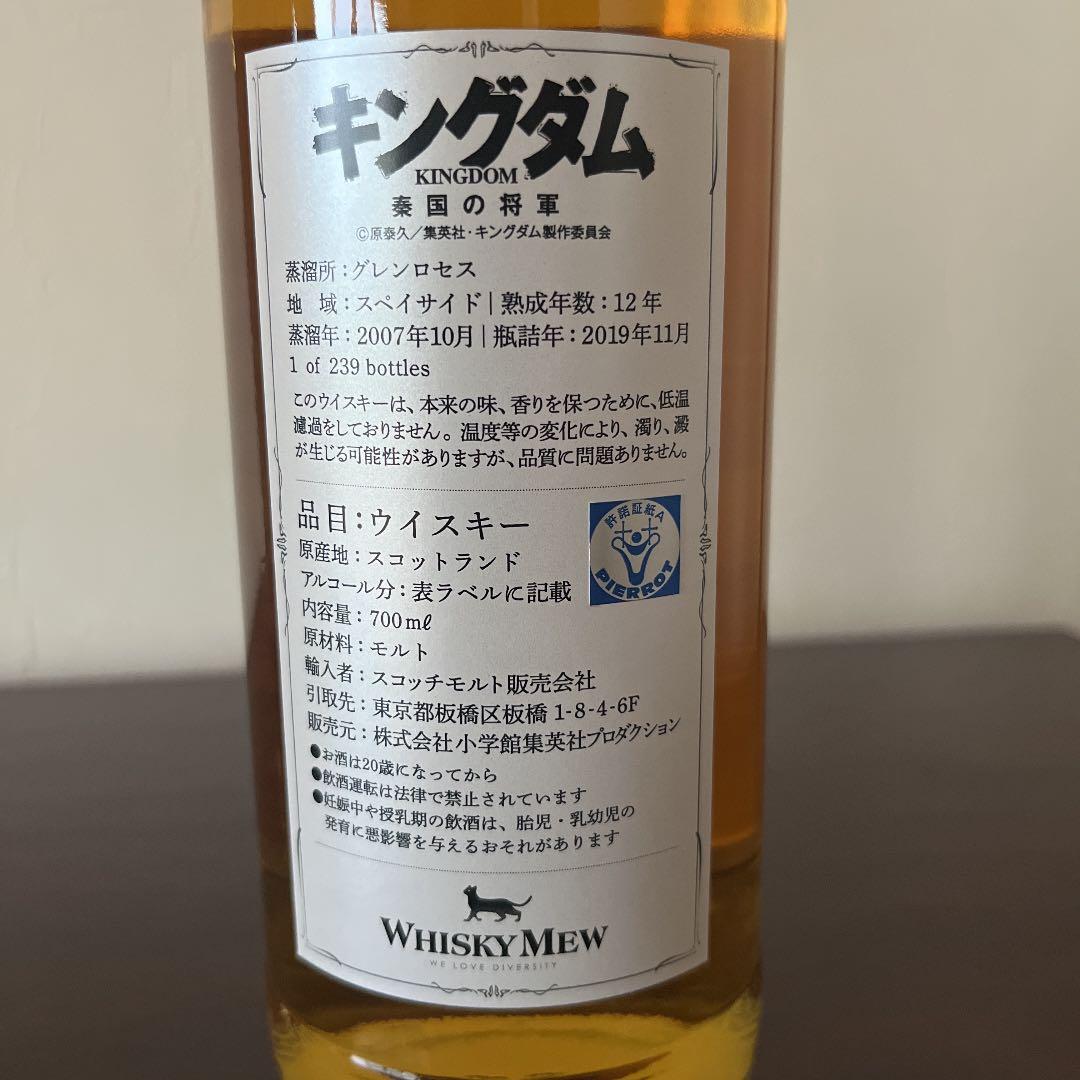 キングダム
KINGDOM
秦国の将軍
©原泰久／集英社・キングダム製作委員会
蒸溜所：グレンロセス
地　域：スペイサイド｜熟成年数：12年
蒸溜年：2007年10月｜瓶詰年：2019年11月
1 of 239 bottles
このウイスキーは、本来の味、香りを保つために、低温
濾過をしておりません。温度等の変化により、濁り、澱
が生じる可能性がありますが、品質に問題ありません。
品目：ウイスキー
原産地：スコットランド
アルコール分：表ラベルに記載
内容量：700mℓ
原材料：モルト
輸入者：スコッチモルト販売会社
引取先：東京都板橋区板橋 1-8-4-6F
販売元：株式会社小学館集英社プロダクション
許諾証紙A
PIERROT
●お酒は20歳になってから
●飲酒運転は法律で禁止されています
●妊娠中や授乳期の飲酒は、胎児・乳幼児の
発育に悪影響を与えるおそれがあります
WHISKY MEW
WE LOVE DIVERSITY